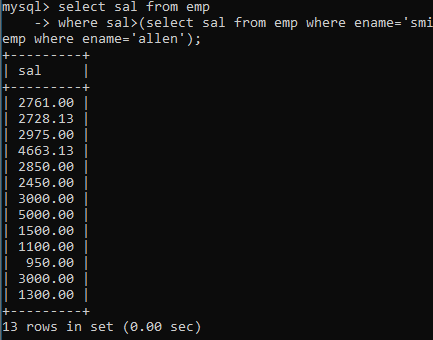 mysql> select sal from emp
-> where sal>(select sal from emp where ename='smi
emp where ename='allen');
+---------+
| sal     |
+---------+
| 2761.00 |
| 2728.13 |
| 2975.00 |
| 4663.13 |
| 2850.00 |
| 2450.00 |
| 3000.00 |
| 5000.00 |
| 1500.00 |
| 1100.00 |
|  950.00 |
| 3000.00 |
| 1300.00 |
+---------+
13 rows in set (0.00 sec)